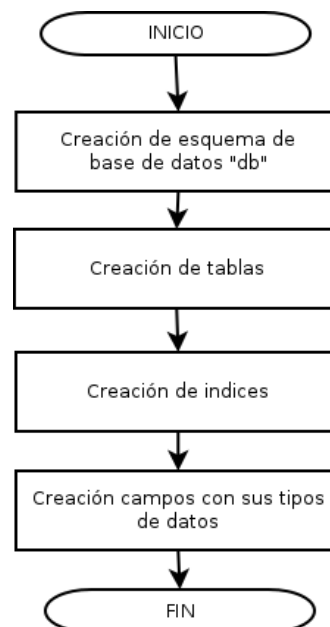 INICIO
Creación de esquema de
base de datos "db"
Creación de tablas
Creación de indices
Creación campos con sus tipos
de datos
FIN